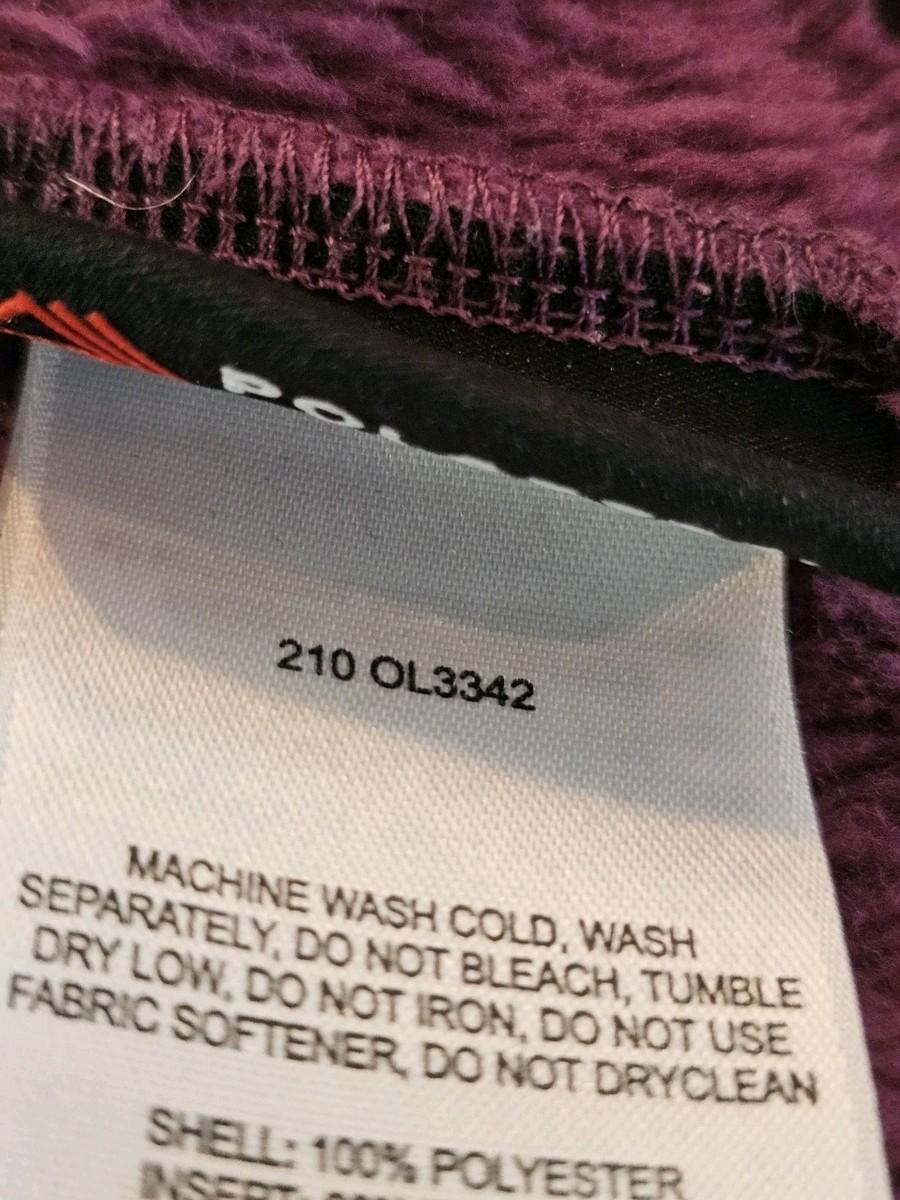 210 OL3342
MACHINE WASH COLD, WASH
SEPARATELY, DO NOT BLEACH, TUMBLE
DRY LOW, DO NOT IRON, DO NOT USE
FABRIC SOFTENER, DO NOT DRYCLEAN
SHELL: 100% POLYESTER
INSERT: